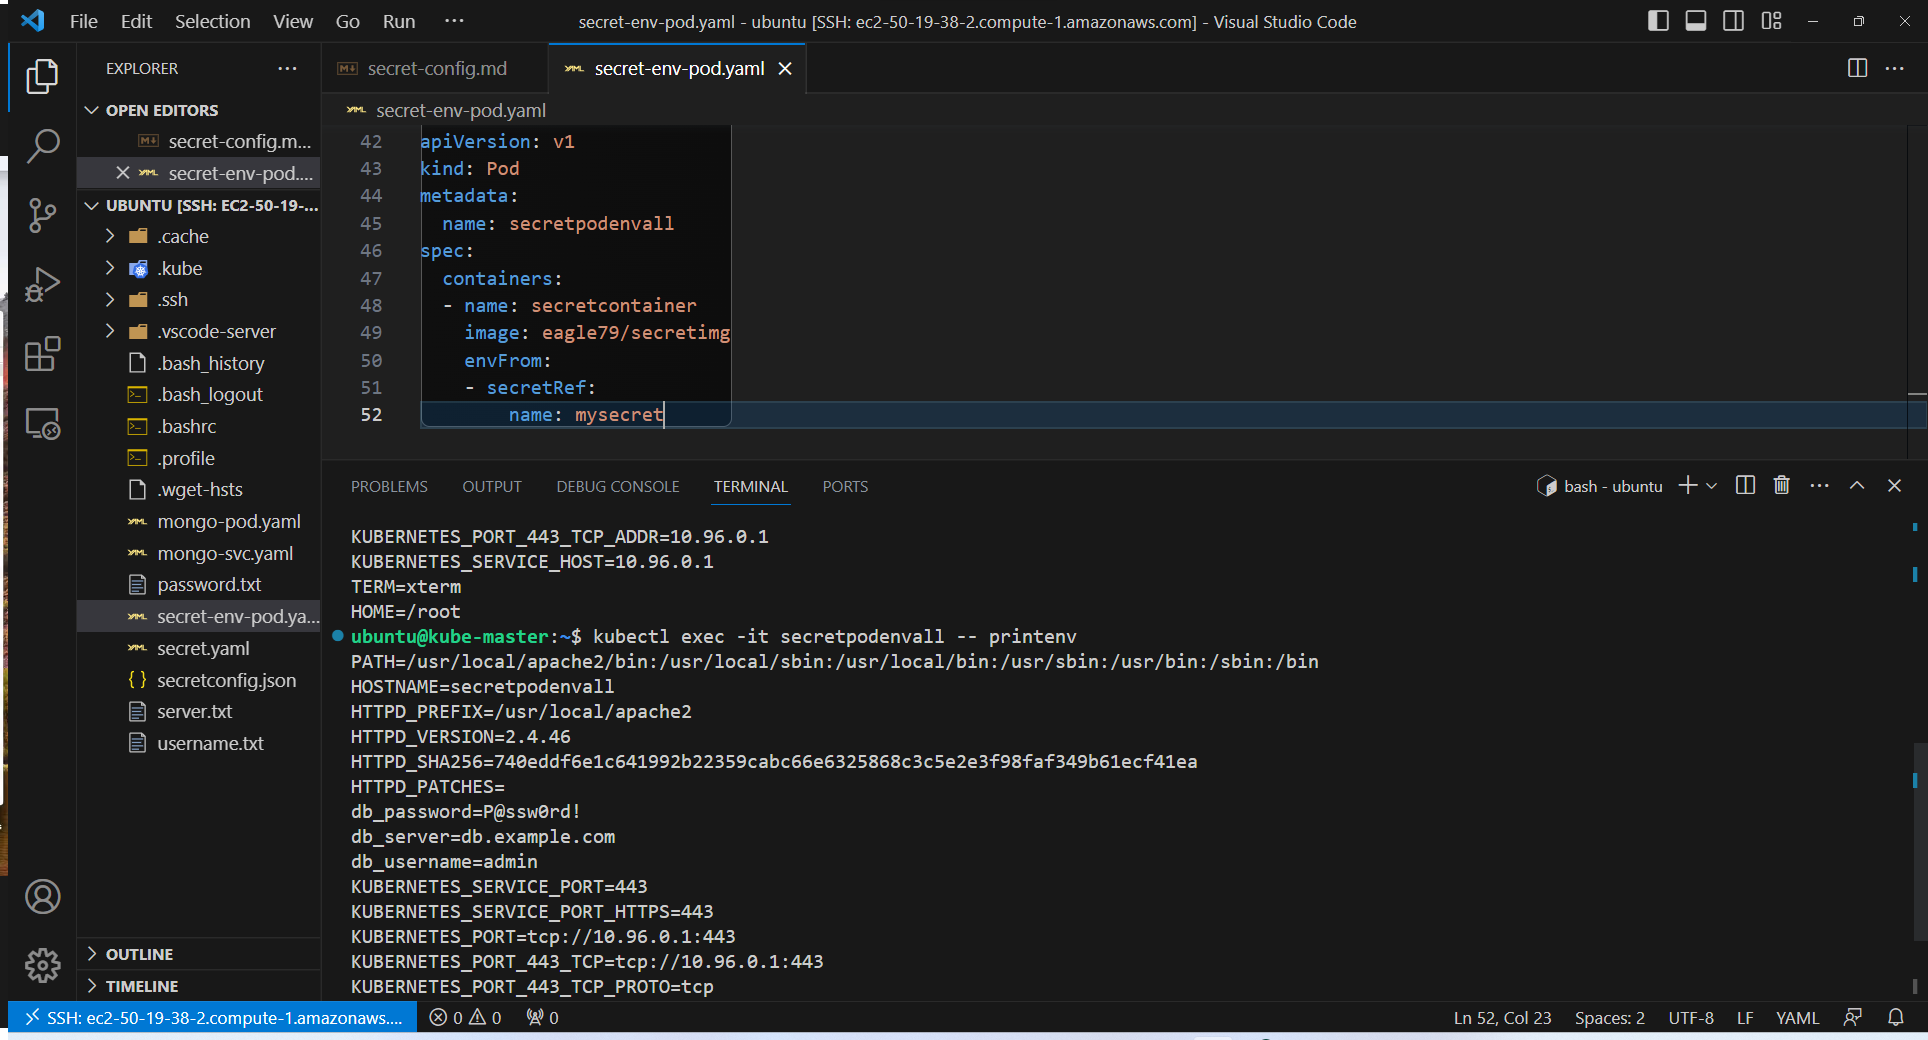 File Edit Selection View Go Run ··· secret-env-pod.yaml - ubuntu [SSH: ec2-50-19-38-2.compute-1.amazonaws.com] - Visual Studio Code
EXPLORER ···
OPEN EDITORS
secret-config.m...
secret-env-pod....
UBUNTU [SSH: EC2-50-19-...
.cache
.kube
.ssh
.vscode-server
.bash_history
.bash_logout
.bashrc
.profile
.wget-hsts
mongo-pod.yaml
mongo-svc.yaml
password.txt
secret-env-pod.ya...
secret.yaml
secretconfig.json
server.txt
username.txt
OUTLINE
TIMELINE
secret-config.md secret-env-pod.yaml
secret-env-pod.yaml
42 apiVersion: v1
43 kind: Pod
44 metadata:
45 name: secretpodenvall
46 spec:
47 containers:
48 - name: secretcontainer
49 image: eagle79/secretimg
50 envFrom:
51 - secretRef:
52 name: mysecret
PROBLEMS OUTPUT DEBUG CONSOLE TERMINAL PORTS bash - ubuntu
KUBERNETES_PORT_443_TCP_ADDR=10.96.0.1
KUBERNETES_SERVICE_HOST=10.96.0.1
TERM=xterm
HOME=/root
ubuntu@kube-master:~$ kubectl exec -it secretpodenvall -- printenv
PATH=/usr/local/apache2/bin:/usr/local/sbin:/usr/local/bin:/usr/sbin:/usr/bin:/sbin:/bin
HOSTNAME=secretpodenvall
HTTPD_PREFIX=/usr/local/apache2
HTTPD_VERSION=2.4.46
HTTPD_SHA256=740eddf6e1c641992b22359cabc66e6325868c3c5e2e3f98faf349b61ecf41ea
HTTPD_PATCHES=
db_password=P@ssw0rd!
db_server=db.example.com
db_username=admin
KUBERNETES_SERVICE_PORT=443
KUBERNETES_SERVICE_PORT_HTTPS=443
KUBERNETES_PORT=tcp://10.96.0.1:443
KUBERNETES_PORT_443_TCP=tcp://10.96.0.1:443
KUBERNETES_PORT_443_TCP_PROTO=tcp
SSH: ec2-50-19-38-2.compute-1.amazonaws.... 0 0 0 Ln 52, Col 23 Spaces: 2 UTF-8 LF YAML